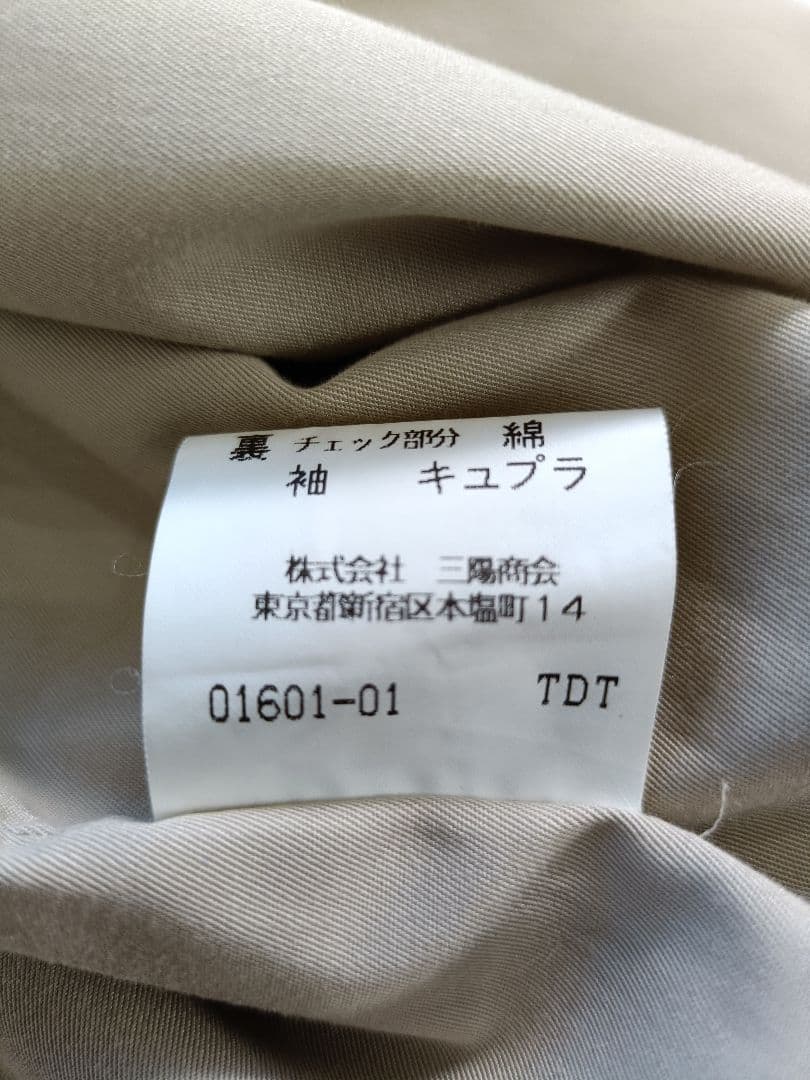 裏 チェック部分 綿
袖 キュプラ
株式会社 三陽商会
東京都新宿区本塩町14
01601-01 TDT